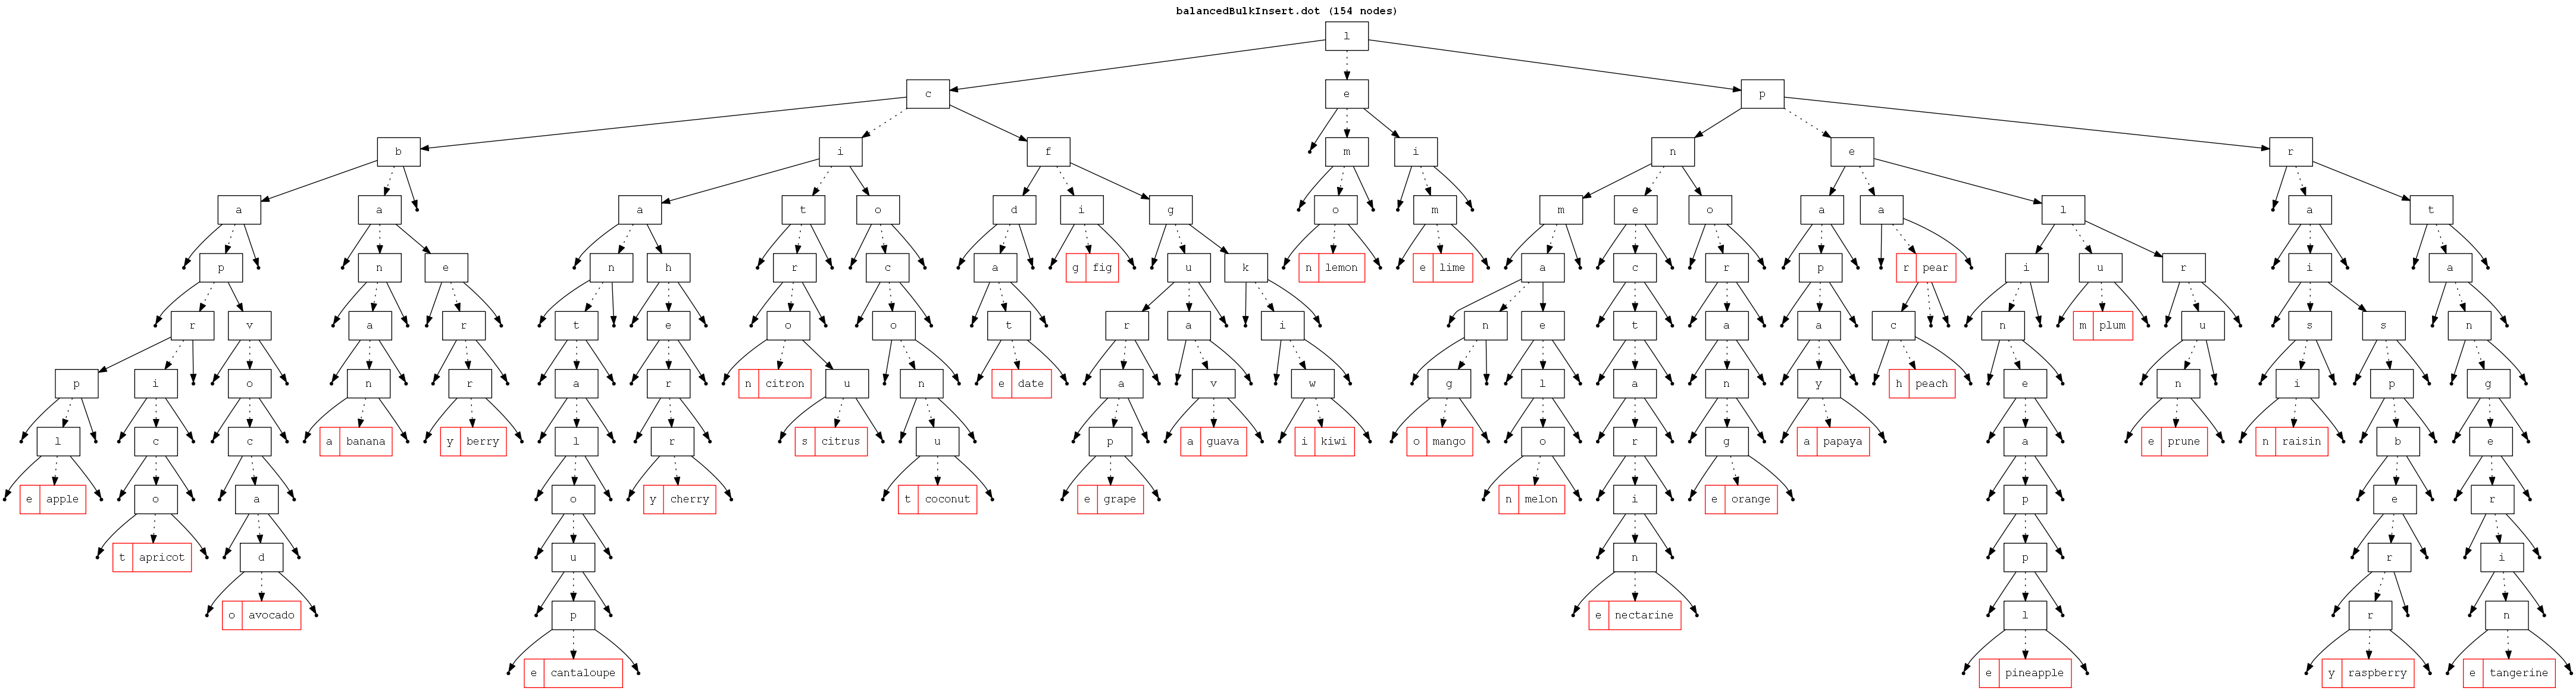 balancedBulkInsert.dot (154 nodes)
l
c e p
b i f m i n e r
a a a t o d i g o m m e o a a l a t
p n e n h r c a g fig u k n lemon e lime a c r p r pear i u r i a
r v a r t e o o t r a i n e t a a c n m plum u s s n
p i o n r a r n citron u n e date a v w g l a n y h peach e n i p g
l c c a banana y berry l r s citrus u p a guava i kiwi o mango o r g a papaya a e prune n raisin b e
e apple o a o y cherry t coconut e grape n melon i e orange p e r
t apricot d u n p r i
o avocado p e nectarine l r n
e cantaloupe e pineapple y raspberry e tangerine